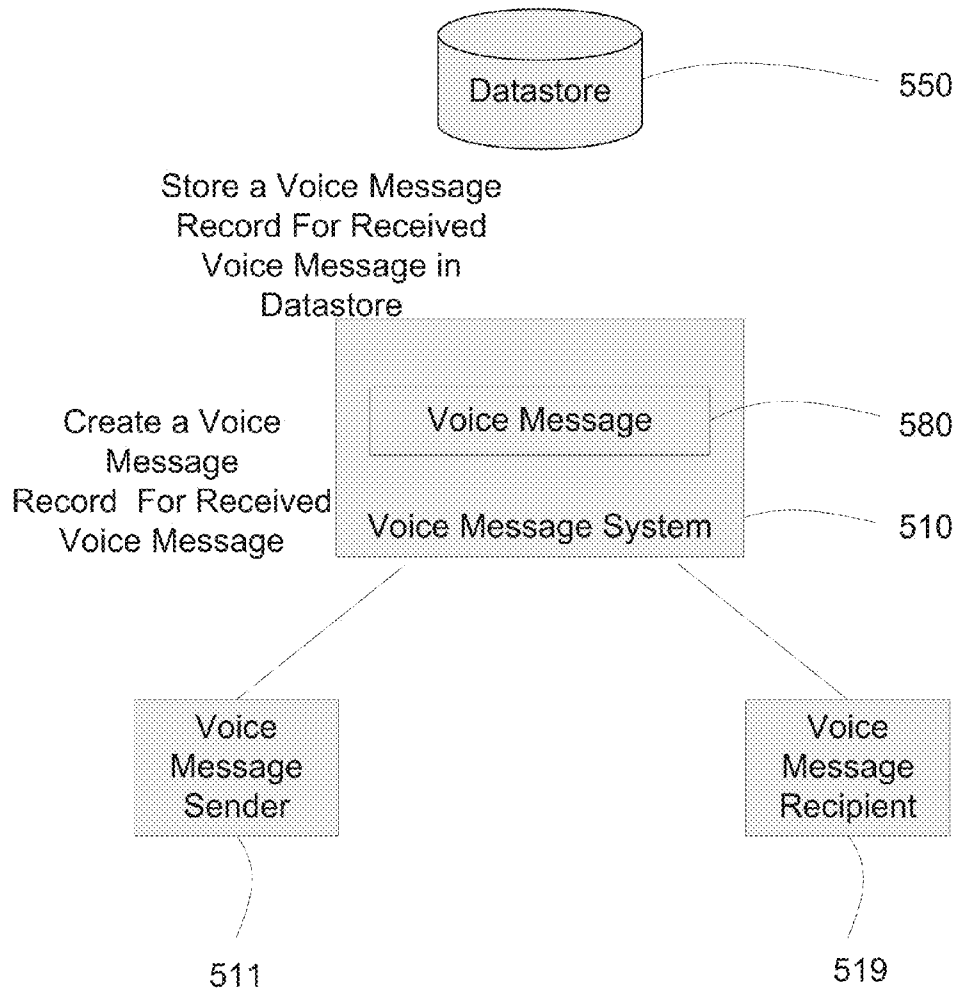 Datastore
550
Store a Voice Message
Record For Received
Voice Message in
Datastore
Voice Message
580
Create a Voice
Message
Record For Received
Voice Message
Voice Message System
510
Voice
Message
Sender
Voice
Message
Recipient
511
519